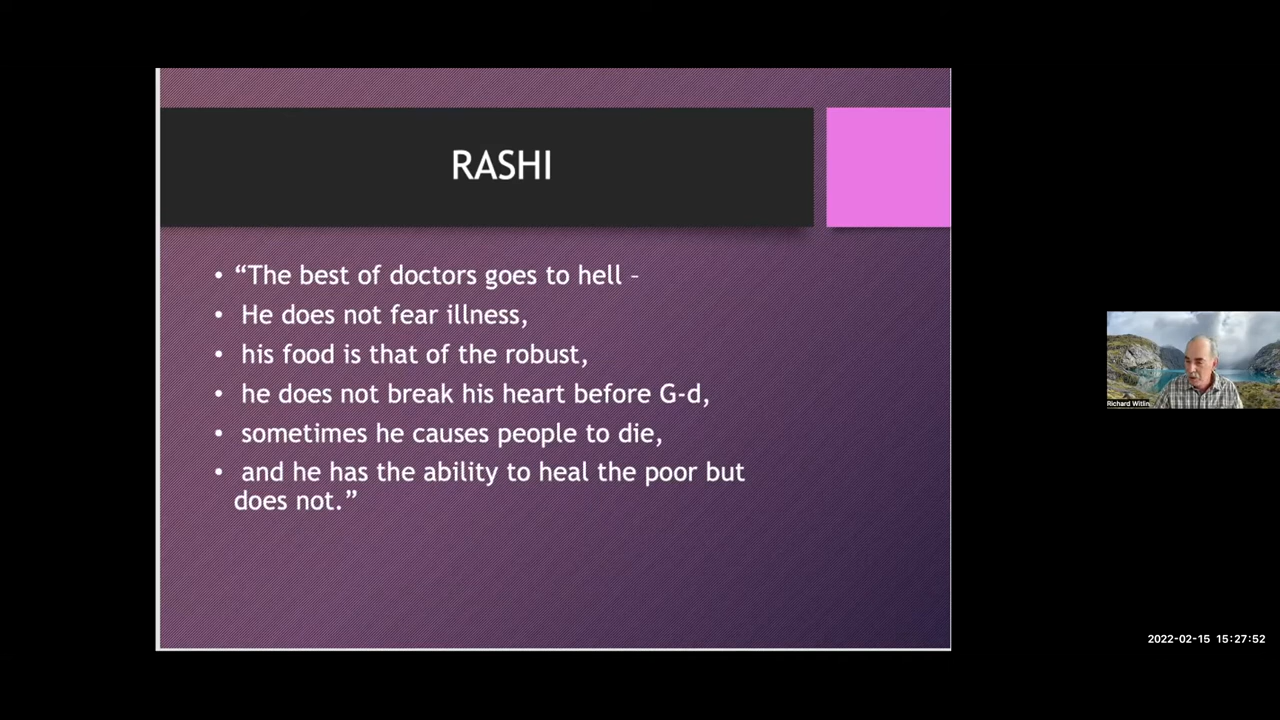 RASHI
• “The best of doctors goes to hell –
• He does not fear illness,
• his food is that of the robust,
• he does not break his heart before G-d,
• sometimes he causes people to die,
• and he has the ability to heal the poor but
does not.”
Richard Witlin
2022-02-15 15:27:52